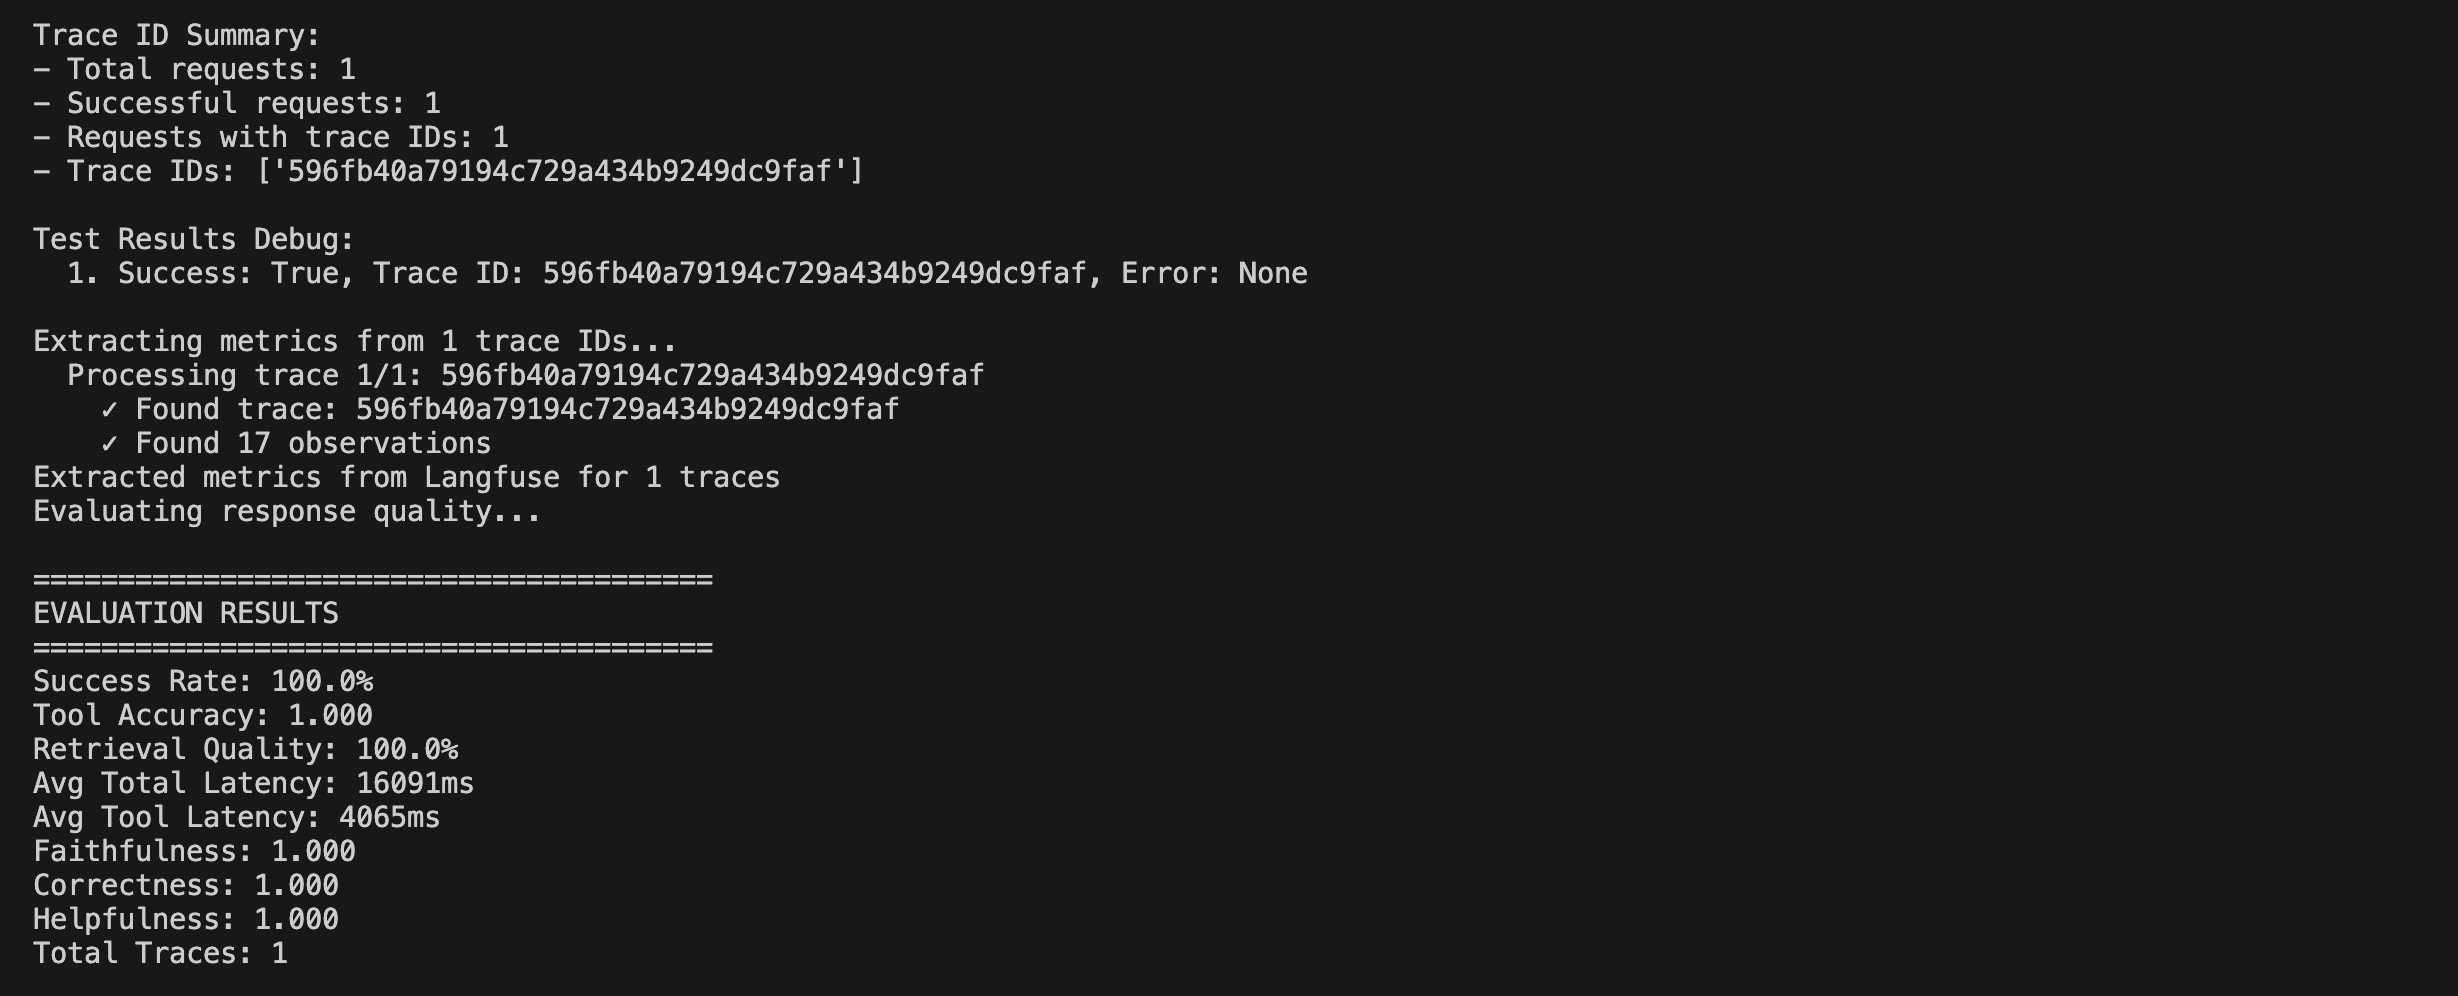 Trace ID Summary:
– Total requests: 1
– Successful requests: 1
– Requests with trace IDs: 1
– Trace IDs: ['596fb40a79194c729a434b9249dc9faf']
Test Results Debug:
1. Success: True, Trace ID: 596fb40a79194c729a434b9249dc9faf, Error: None
Extracting metrics from 1 trace IDs...
Processing trace 1/1: 596fb40a79194c729a434b9249dc9faf
✓ Found trace: 596fb40a79194c729a434b9249dc9faf
✓ Found 17 observations
Extracted metrics from Langfuse for 1 traces
Evaluating response quality...
========================================
EVALUATION RESULTS
========================================
Success Rate: 100.0%
Tool Accuracy: 1.000
Retrieval Quality: 100.0%
Avg Total Latency: 16091ms
Avg Tool Latency: 4065ms
Faithfulness: 1.000
Correctness: 1.000
Helpfulness: 1.000
Total Traces: 1